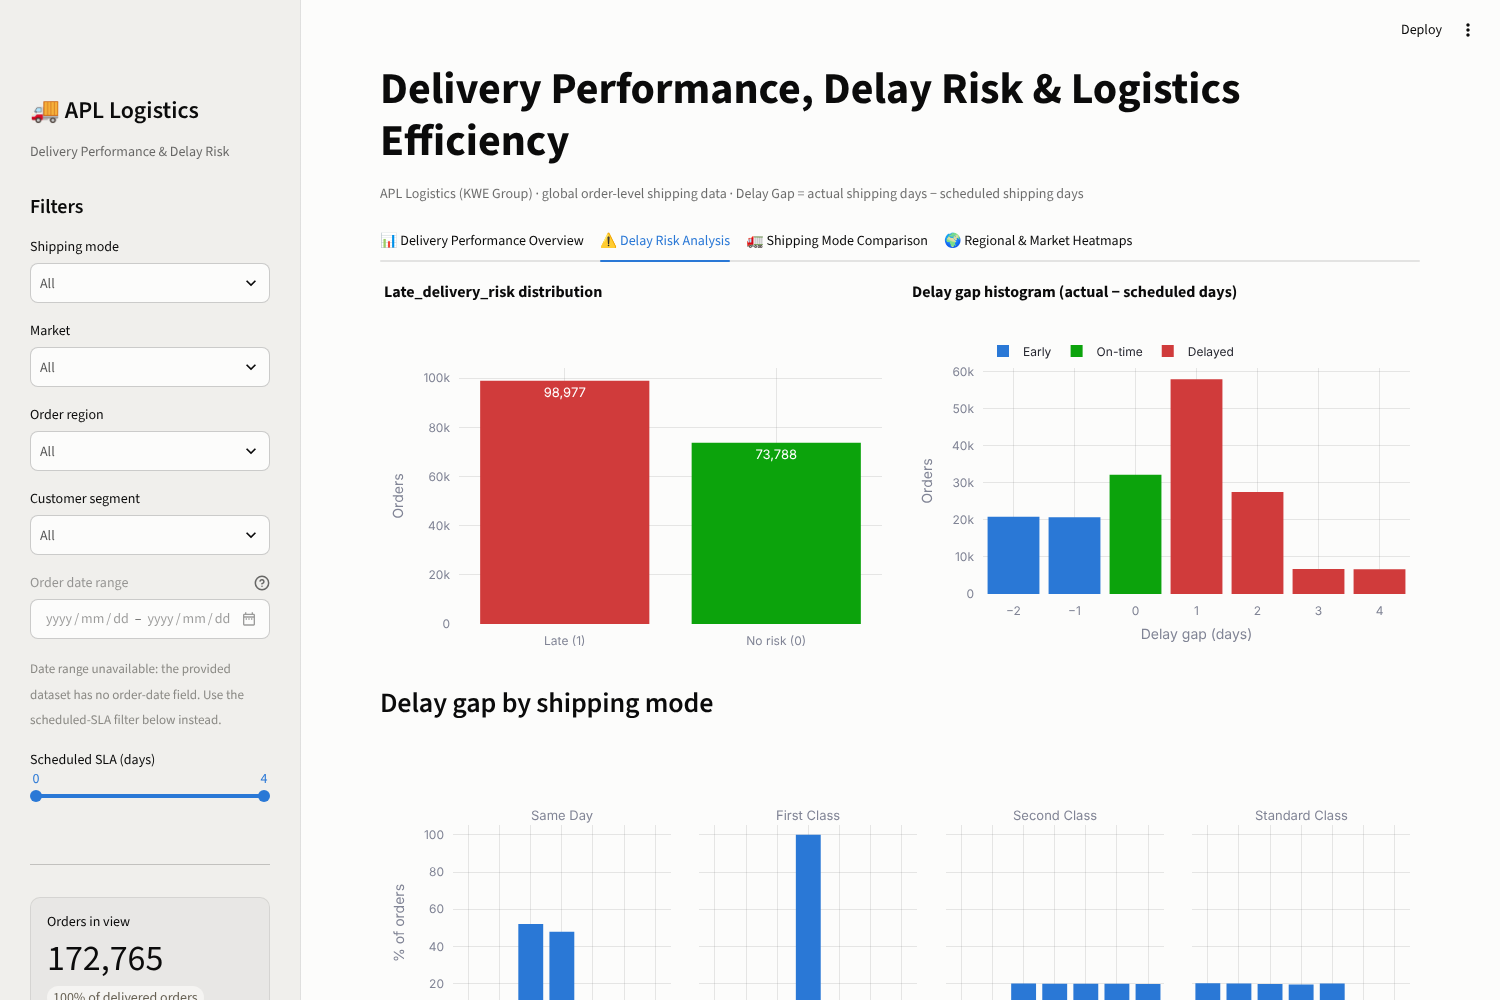 Deploy
🚚 APL Logistics
Delivery Performance & Delay Risk
Filters
Shipping mode
All
Market
All
Order region
All
Customer segment
All
Order date range
yyyy / mm / dd – yyyy / mm / dd
Date range unavailable: the provided
dataset has no order-date field. Use the
scheduled-SLA filter below instead.
Scheduled SLA (days)
0 4
Orders in view
172,765
100% of delivered orders
Delivery Performance, Delay Risk & Logistics
Efficiency
APL Logistics (KWE Group) · global order-level shipping data · Delay Gap = actual shipping days − scheduled shipping days
📊 Delivery Performance Overview ⚠️ Delay Risk Analysis 🚛 Shipping Mode Comparison 🌍 Regional & Market Heatmaps
Late_delivery_risk distribution
100k
80k
60k
40k
20k
0
Orders
98,977
73,788
Late (1) No risk (0)
Delay gap histogram (actual − scheduled days)
Early On-time Delayed
60k
50k
40k
30k
20k
10k
0
Orders
−2 −1 0 1 2 3 4
Delay gap (days)
Delay gap by shipping mode
Same Day First Class Second Class Standard Class
100
80
60
40
20
% of orders